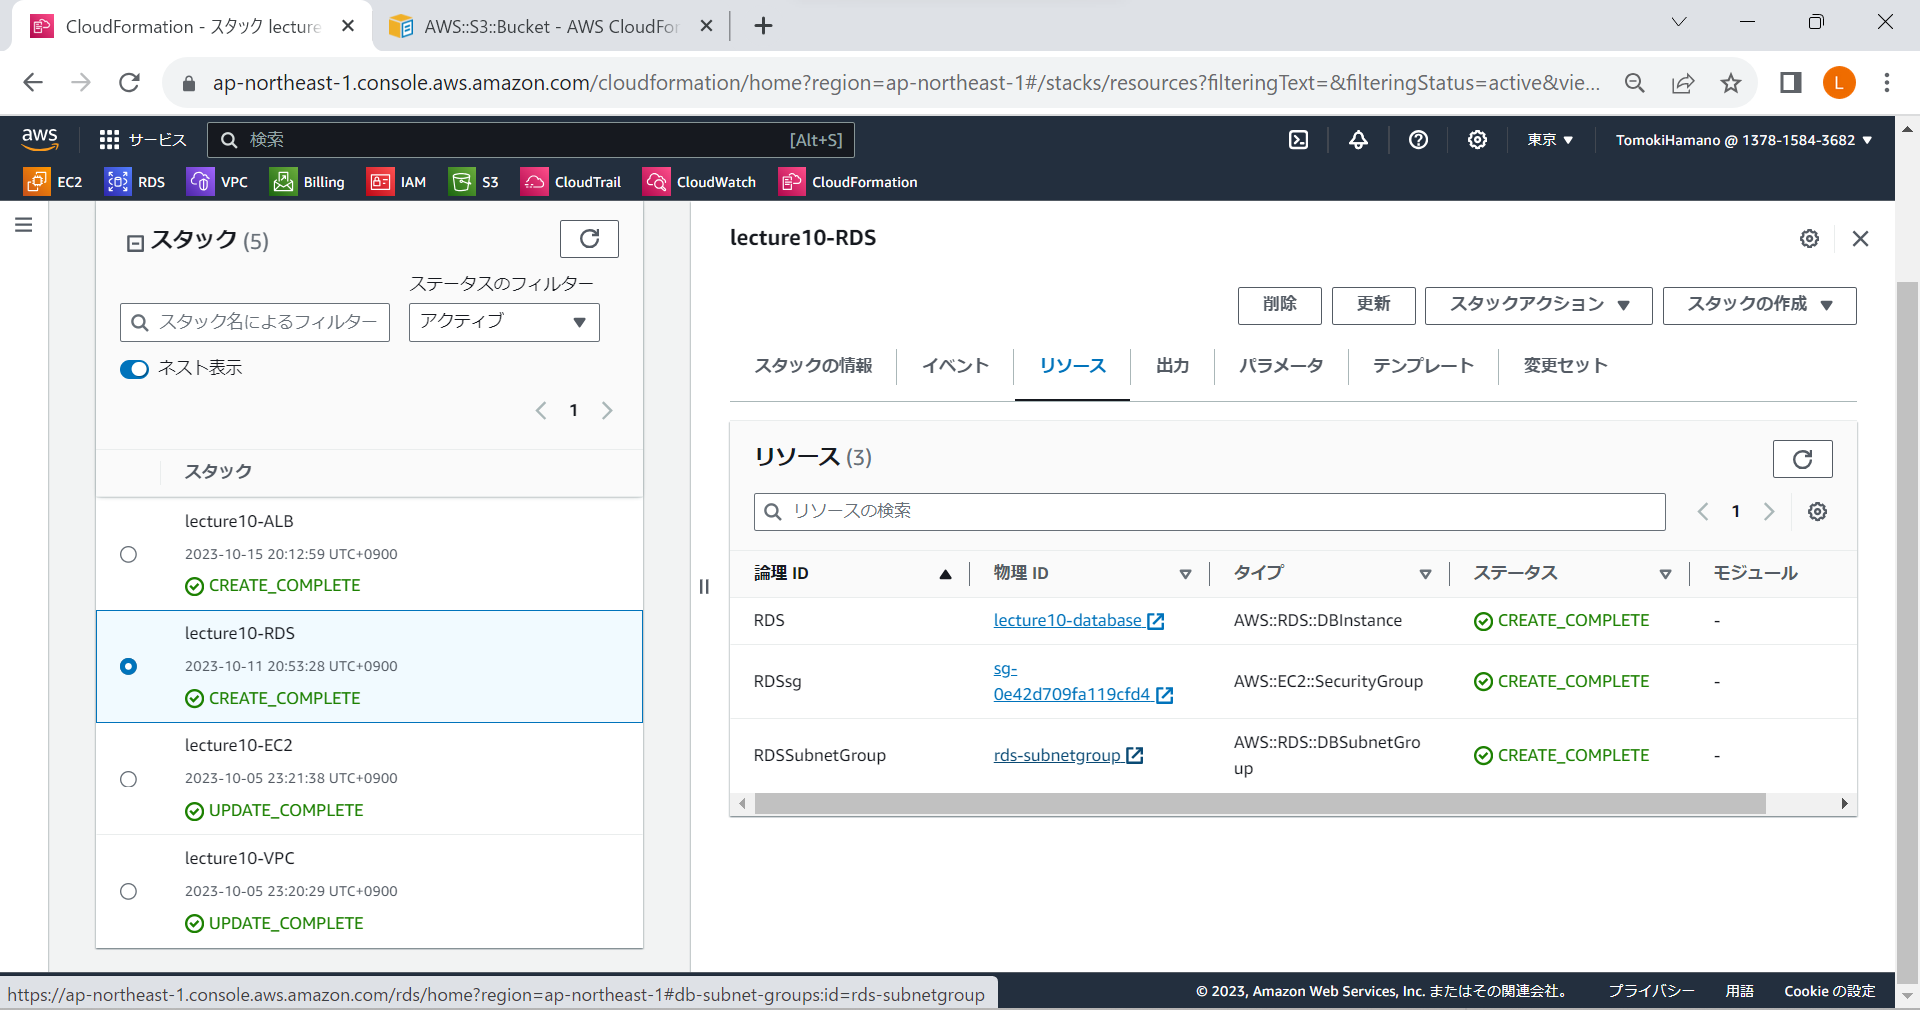 CloudFormation - スタック lecture
AWS::S3::Bucket - AWS CloudFor
ap-northeast-1.console.aws.amazon.com/cloudformation/home?region=ap-northeast-1#/stacks/resources?filteringText=&filteringStatus=active&vie...
L
aws
サービス
検索
[Alt+S]
東京
TomokiHamano @ 1378-1584-3682
EC2
RDS
VPC
Billing
IAM
S3
CloudTrail
CloudWatch
CloudFormation
スタック (5)
ステータスのフィルター
スタック名によるフィルター
アクティブ
ネスト表示
1
スタック
lecture10-ALB
2023-10-15 20:12:59 UTC+0900
CREATE_COMPLETE
lecture10-RDS
2023-10-11 20:53:28 UTC+0900
CREATE_COMPLETE
lecture10-EC2
2023-10-05 23:21:38 UTC+0900
UPDATE_COMPLETE
lecture10-VPC
2023-10-05 23:20:29 UTC+0900
UPDATE_COMPLETE
lecture10-RDS
削除
更新
スタックアクション
スタックの作成
スタックの情報
イベント
リソース
出力
パラメータ
テンプレート
変更セット
リソース (3)
リソースの検索
1
論理 ID
物理 ID
タイプ
ステータス
モジュール
RDS
lecture10-database
AWS::RDS::DBInstance
CREATE_COMPLETE
-
RDSsg
sg-
0e42d709fa119cfd4
AWS::EC2::SecurityGroup
CREATE_COMPLETE
-
RDSSubnetGroup
rds-subnetgroup
AWS::RDS::DBSubnetGro
up
CREATE_COMPLETE
-
https://ap-northeast-1.console.aws.amazon.com/rds/home?region=ap-northeast-1#db-subnet-groups:id=rds-subnetgroup
© 2023, Amazon Web Services, Inc. またはその関連会社。
プライバシー
用語
Cookie の設定